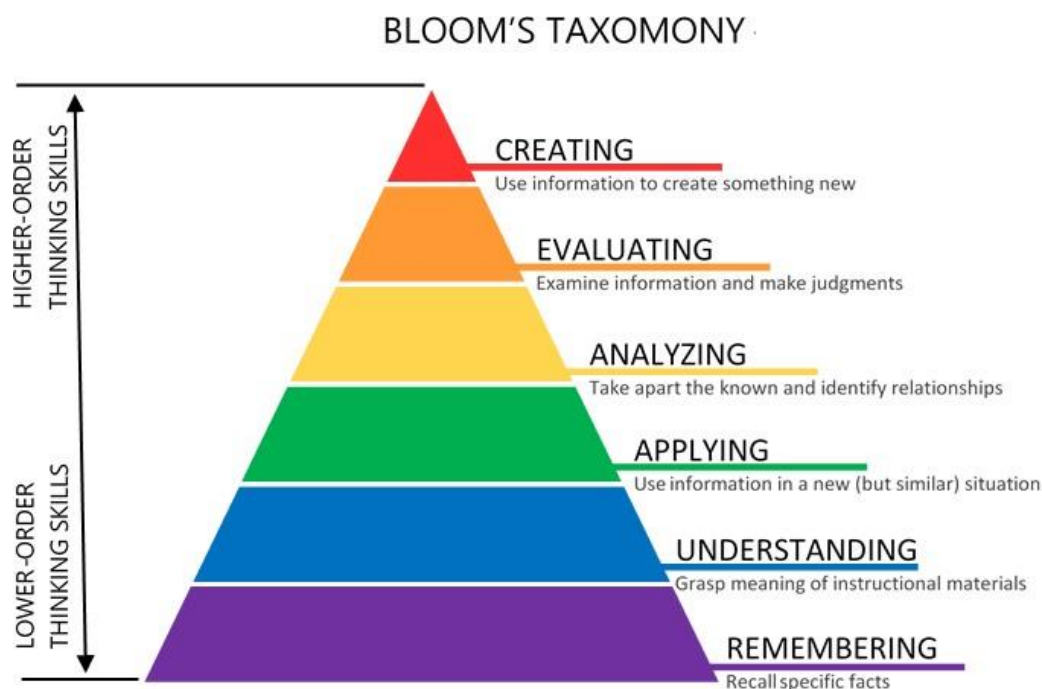 BLOOM'S TAXOMONY
HIGHER-ORDER
THINKING SKILLS
LOWER-ORDER
THINKING SKILLS
CREATING
Use information to create something new
EVALUATING
Examine information and make judgments
ANALYZING
Take apart the known and identify relationships
APPLYING
Use information in a new (but similar) situation
UNDERSTANDING
Grasp meaning of instructional materials
REMEMBERING
Recall specific facts